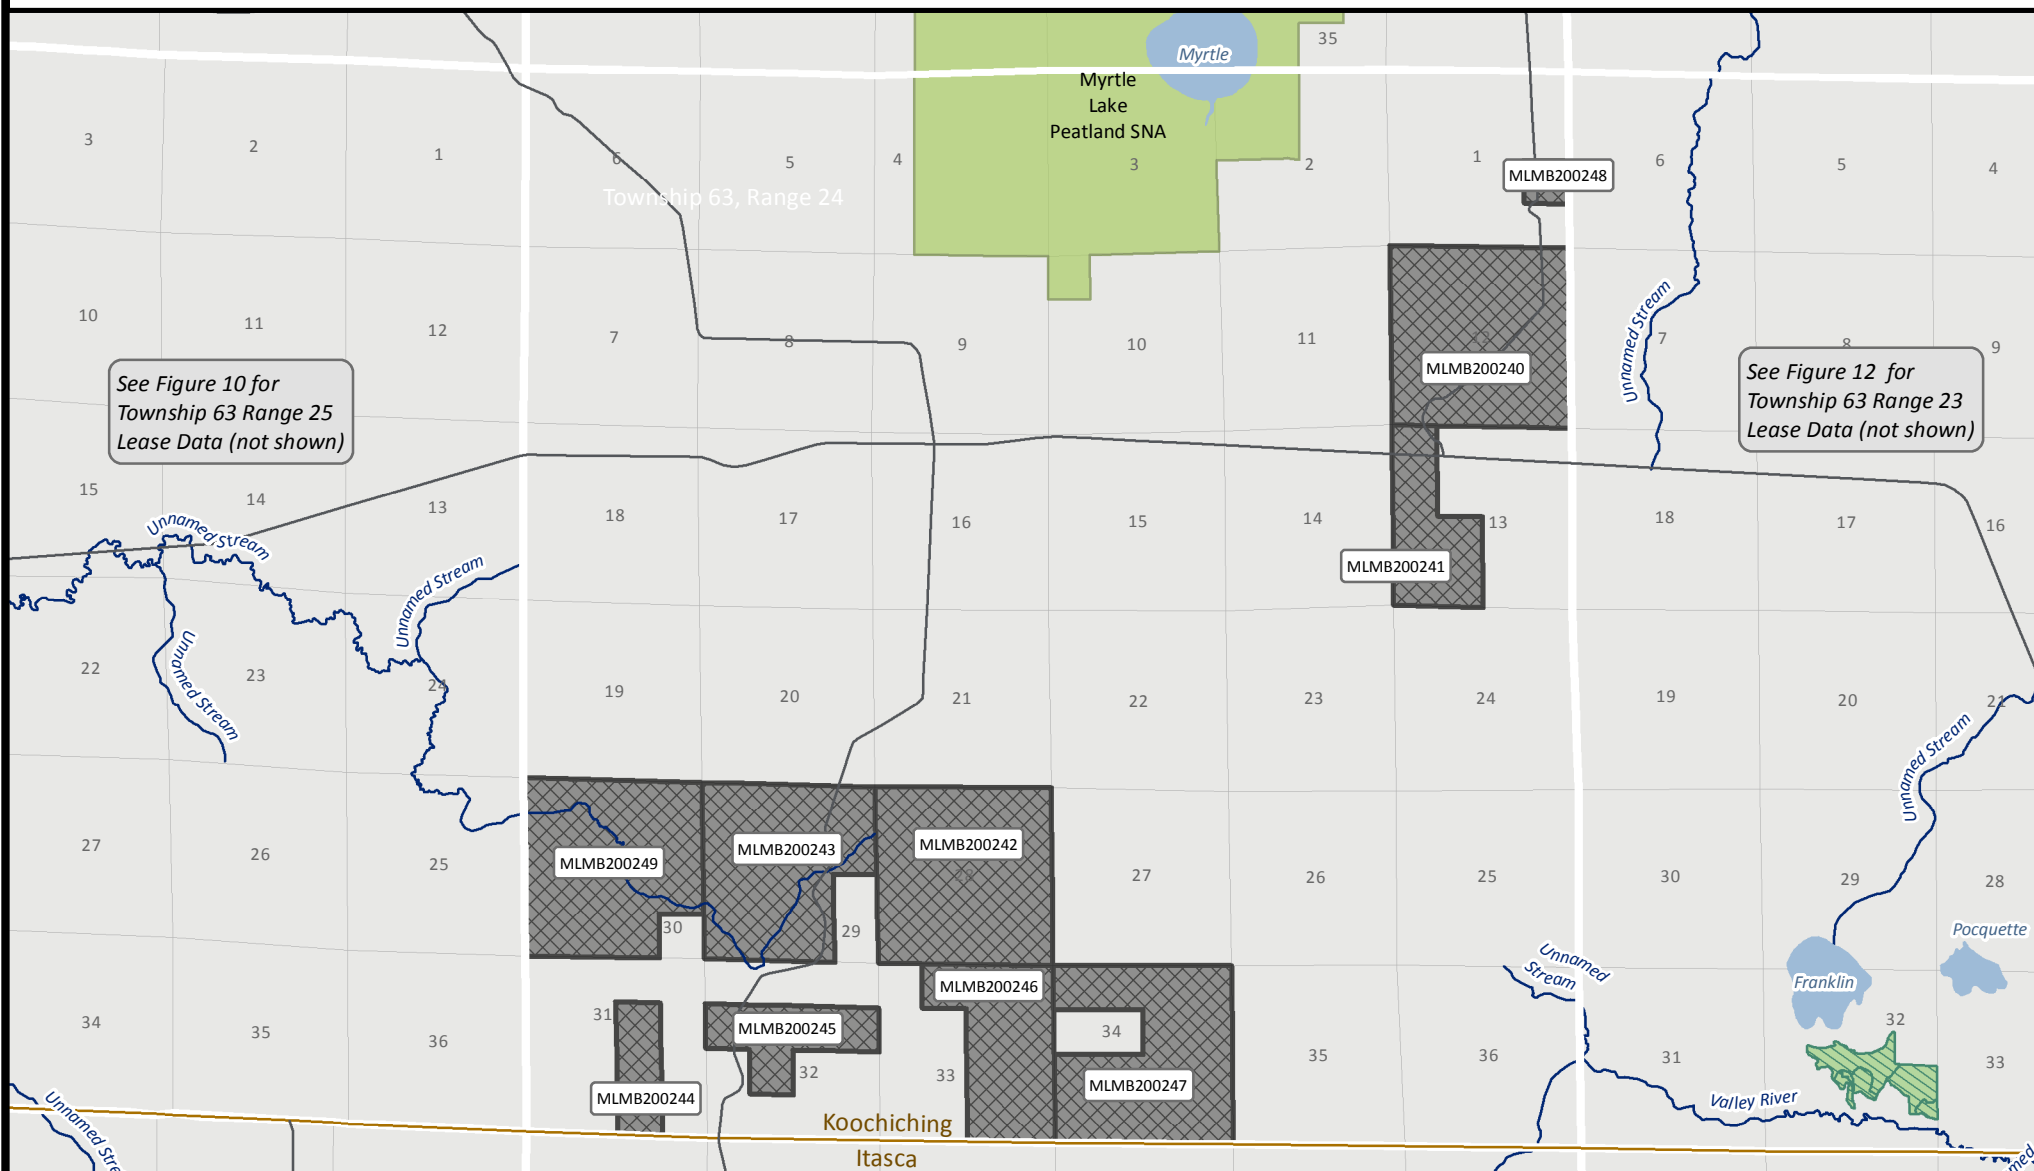 35
Myrtle
Myrtle
Lake
Peatland SNA
3
2
1
6
5
4
3
2
1
6
5
4
Township 63, Range 24
MLMB200248
10
11
12
7
8
9
10
11
12
7
8
9
Unnamed Stream
MLMB200240
See Figure 10 for
Township 63 Range 25
Lease Data (not shown)
See Figure 12 for
Township 63 Range 23
Lease Data (not shown)
15
14
13
18
17
16
15
14
13
18
17
16
Unnamed Stream
Unnamed Stream
MLMB200241
Unnamed Stream
22
23
24
19
20
21
22
23
24
19
20
21
Unnamed Stream
27
26
25
MLMB200249
MLMB200243
MLMB200242
28
27
26
25
30
29
28
30
29
Pocquette
Unnamed
Stream
Franklin
34
35
36
31
MLMB200245
MLMB200246
34
35
36
31
32
33
32
33
MLMB200244
MLMB200247
Valley River
Unnamed Stre
Koochiching
Itasca
med